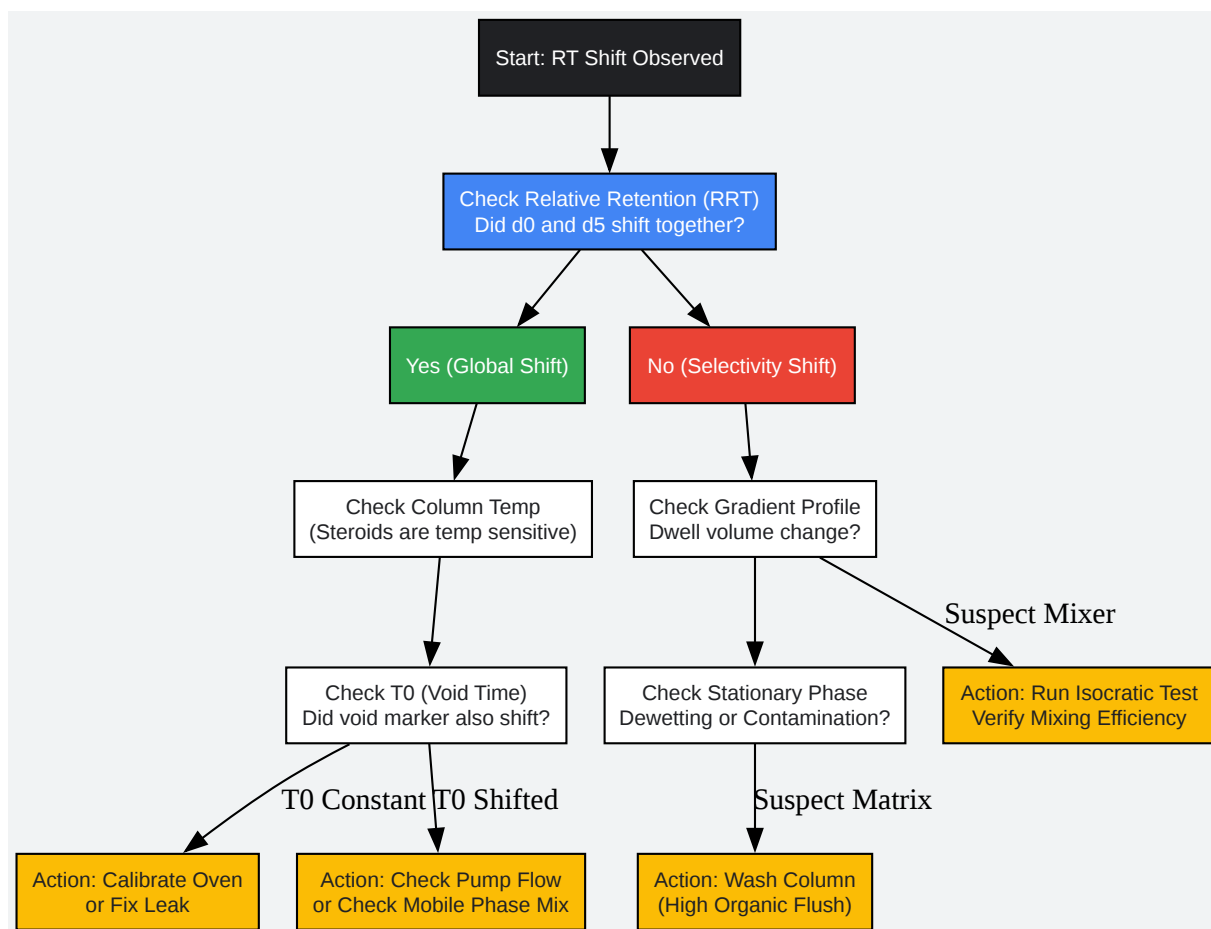 Start: RT Shift Observed
Check Relative Retention (RRT)
Did d0 and d5 shift together?
Yes (Global Shift)
No (Selectivity Shift)
Check Column Temp
(Steroids are temp sensitive)
Check Gradient Profile
Dwell volume change?
Suspect Mixer
Check T0 (Void Time)
Did void marker also shift?
Check Stationary Phase
Dewetting or Contamination?
Action: Run Isocratic Test
Verify Mixing Efficiency
T0 Constant
T0 Shifted
Suspect Matrix
Action: Calibrate Oven
or Fix Leak
Action: Check Pump Flow
or Check Mobile Phase Mix
Action: Wash Column
(High Organic Flush)